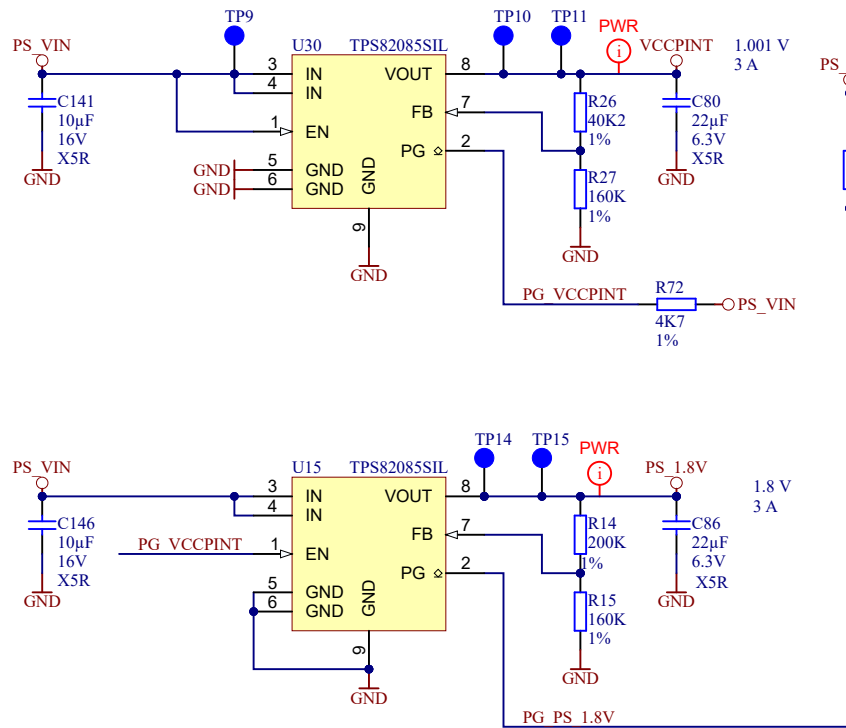 TP9
TP10
TP11
PWR
i
PS_VIN
U30
TPS82085SIL
VCCPINT
1.001 V
3 A
PS_
3
IN
VOUT
8
4
IN
C141
10µF
16V
X5R
GND
FB
7
R26
40K2
1%
C80
22µF
6.3V
X5R
GND
1
EN
PG
2
GND
5
GND
GND
6
GND
GND
9
GND
R27
160K
1%
GND
PG_VCCPINT
R72
4K7
1%
PS_VIN
TP14
TP15
PWR
i
PS_VIN
U15
TPS82085SIL
PS_1.8V
1.8 V
3 A
3
IN
VOUT
8
4
IN
C146
10µF
16V
X5R
GND
PG_VCCPINT
1
EN
FB
7
R14
200K
1%
C86
22µF
6.3V
X5R
GND
PG
2
5
GND
6
GND
GND
9
GND
R15
160K
1%
GND
PG_PS_1.8V